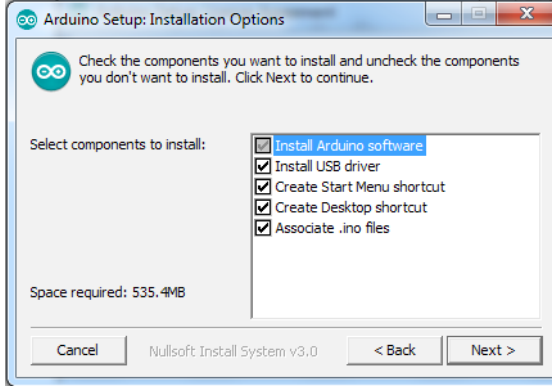 Arduino Setup: Installation Options
Check the components you want to install and uncheck the components
you don't want to install. Click Next to continue.
Select components to install:
Install Arduino software
Install USB driver
Create Start Menu shortcut
Create Desktop shortcut
Associate .ino files
Space required: 535.4MB
Cancel
Nullsoft Install System v3.0
< Back
Next >